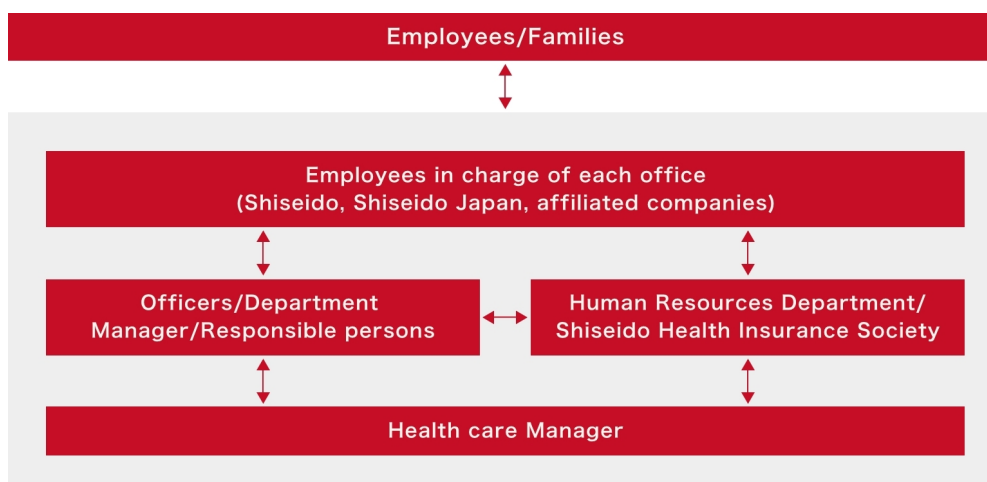 Employees/Families
Employees in charge of each office
(Shiseido, Shiseido Japan, affiliated companies)
Officers/Department
Manager/Responsible persons
Human Resources Department/
Shiseido Health Insurance Society
Health care Manager